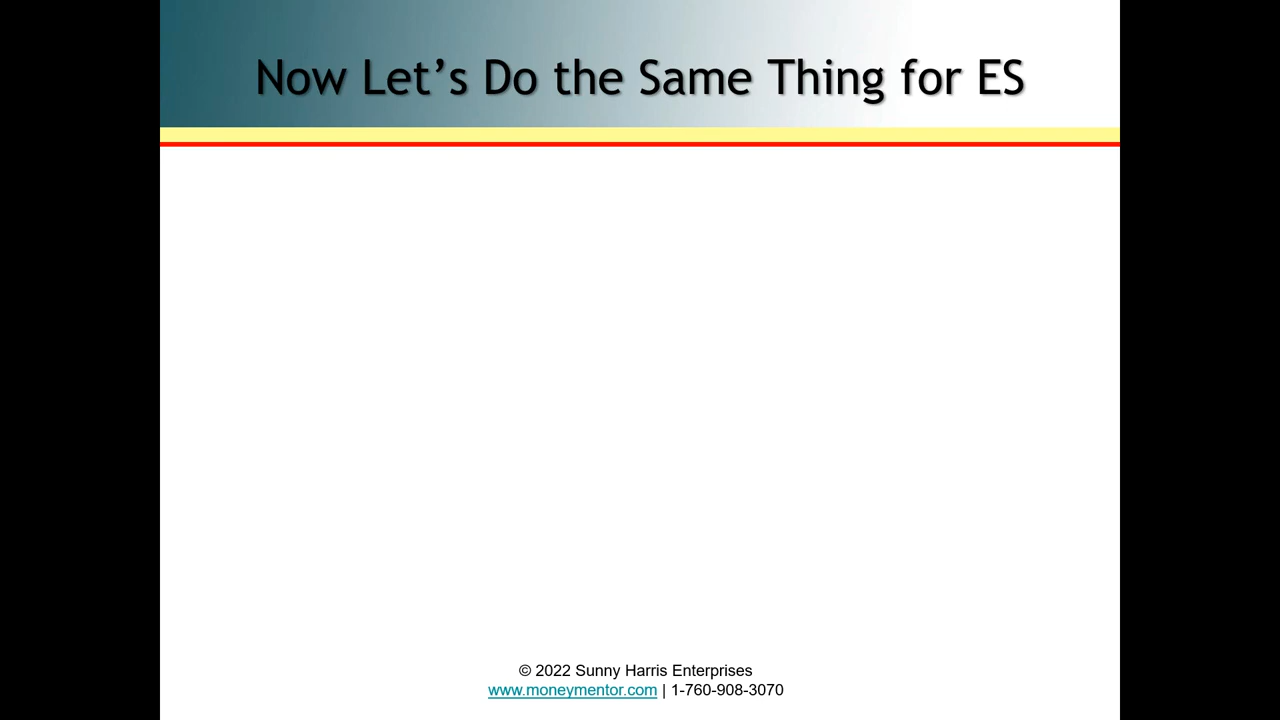 Now Let’s Do the Same Thing for ES
© 2022 Sunny Harris Enterprises
www.moneymentor.com | 1-760-908-3070